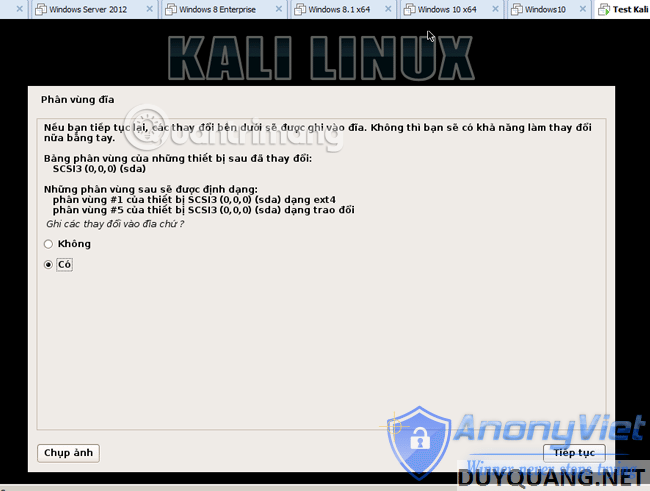 Windows Server 2012
Windows 8 Enterprise
Windows 8.1 x64
Windows 10 x64
Windows10
Test Kali
KALI LINUX
Phân vùng đĩa
Nếu bạn tiếp tục lại, các thay đổi bên dưới sẽ được ghi vào đĩa. Không thì bạn sẽ có khả năng làm thay đổi
nữa bằng tay.
Bảng phân vùng của những thiết bị sau đã thay đổi:
SCSI3 (0,0,0) (sda)
Những phân vùng sau sẽ được định dạng:
phân vùng #1 của thiết bị SCSI3 (0,0,0) (sda) dạng ext4
phân vùng #5 của thiết bị SCSI3 (0,0,0) (sda) dạng trao đổi
Ghi các thay đổi vào đĩa chứ ?
Không
Có
quantrimang
AnonyViet
Chụp ảnh
Tiếp tục
Winner never stops trying
DUYQUANG.NET